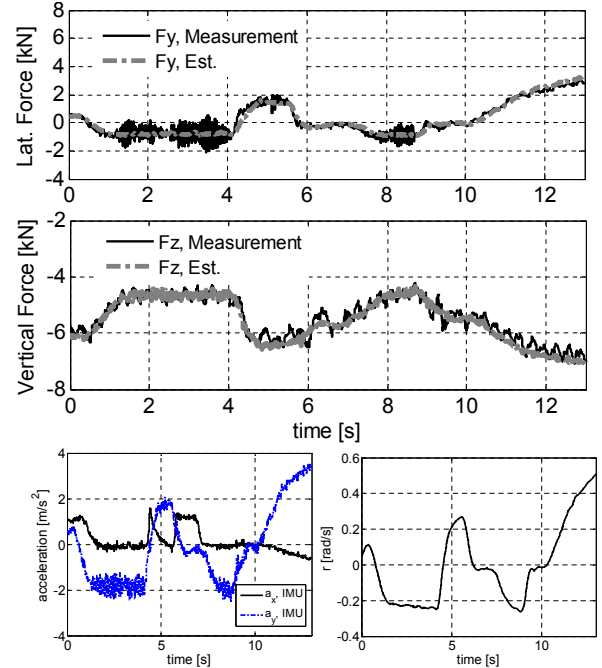 Lat. Force [kN]
6
4
2
0
-2
-4
Fy, Measurement
Fy, Est.
0 2 4 6 8 10 12
Vertical Force [kN]
-2
-4
-6
-8
Fz, Measurement
Fz, Est.
0 2 4 6 8 10 12
time [s]
acceleration [m/s²]
4
2
0
-2
-4
a_x, IMU
a_y, IMU
0 5 10
time [s]
r [rad/s]
0.6
0.4
0.2
0
-0.2
-0.4
0 5 10
time [s]